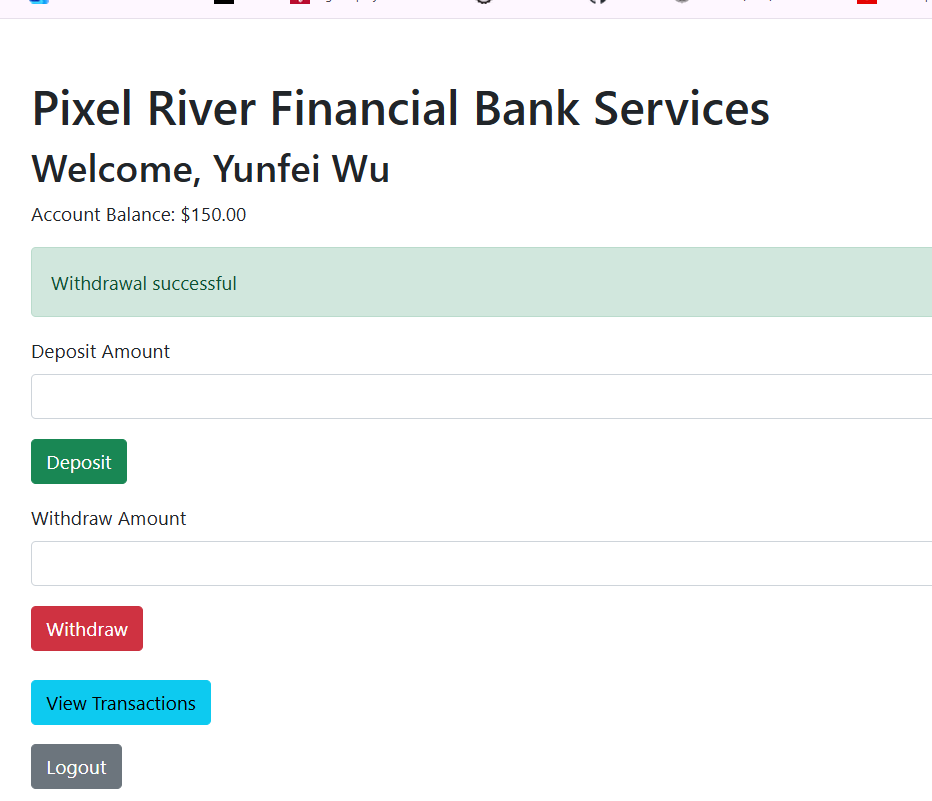 Pixel River Financial Bank Services
Welcome, Yunfei Wu
Account Balance: $150.00
Withdrawal successful
Deposit Amount
Deposit
Withdraw Amount
Withdraw
View Transactions
Logout